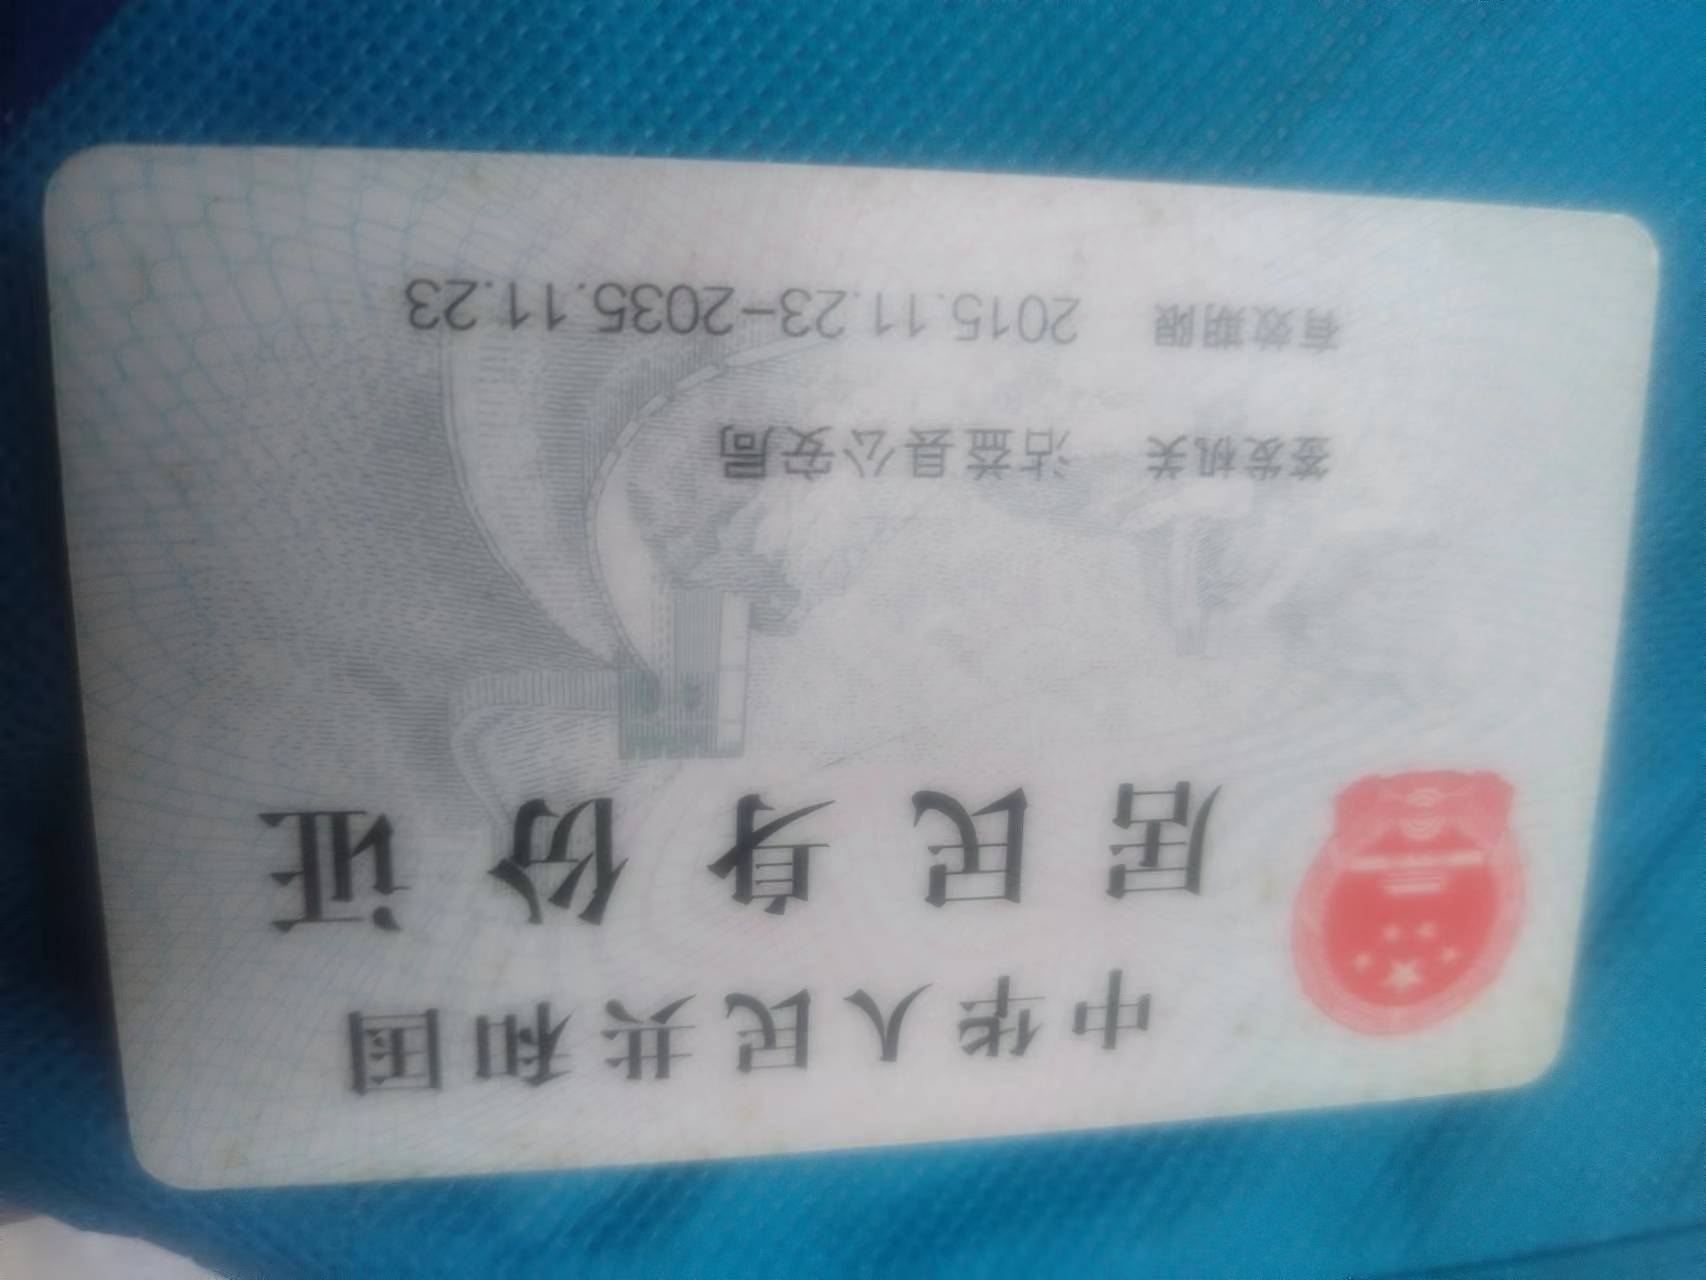 中华人民共和国
居民身份证
签发机关 沾益县公安局
有效期限 2015.11.23-2035.11.23